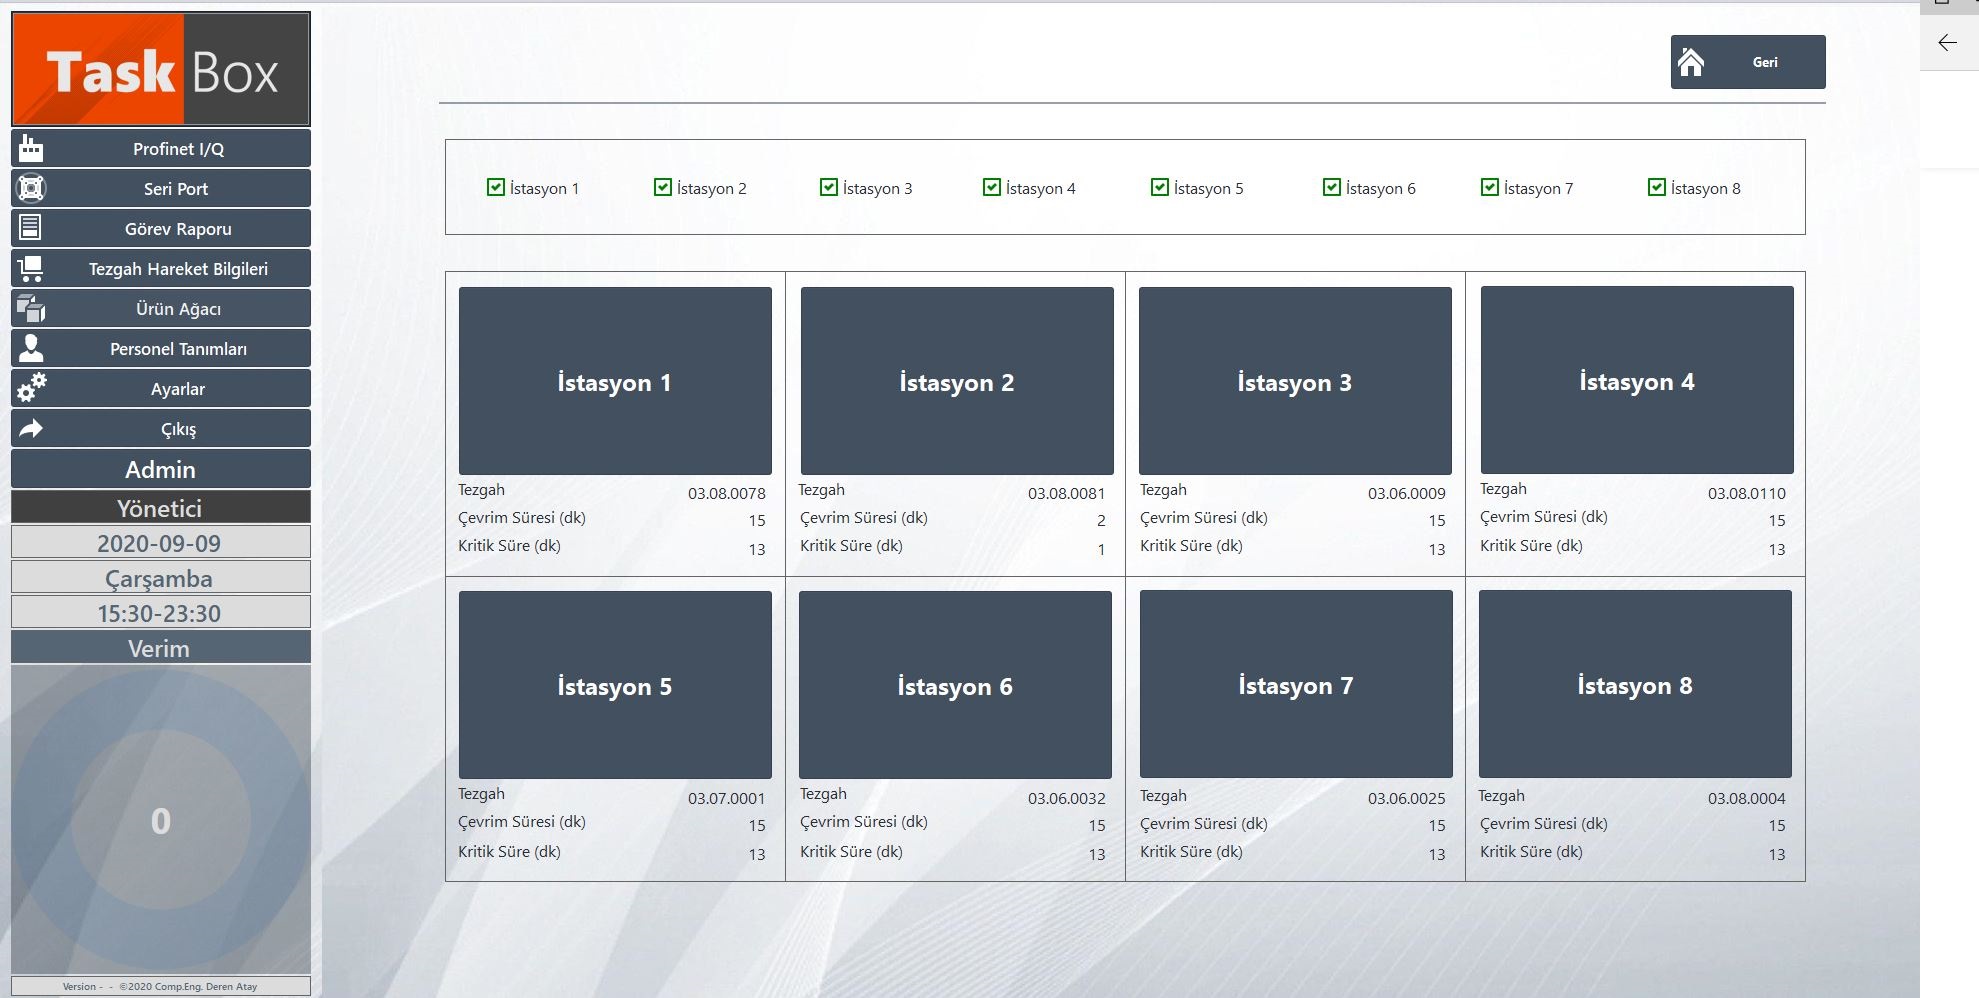 Task Box
Profinet I/Q
Seri Port
Görev Raporu
Tezgah Hareket Bilgileri
Ürün Ağacı
Personel Tanımları
Ayarlar
Çıkış
Admin
Yönetici
2020-09-09
Çarşamba
15:30-23:30
Verim
0
Version - - ©2020 Comp.Eng. Deren Atay
Geri
İstasyon 1 İstasyon 2 İstasyon 3 İstasyon 4 İstasyon 5 İstasyon 6 İstasyon 7 İstasyon 8
İstasyon 1
Tezgah 03.08.0078
Çevrim Süresi (dk) 15
Kritik Süre (dk) 13
İstasyon 2
Tezgah 03.08.0081
Çevrim Süresi (dk) 2
Kritik Süre (dk) 1
İstasyon 3
Tezgah 03.06.0009
Çevrim Süresi (dk) 15
Kritik Süre (dk) 13
İstasyon 4
Tezgah 03.08.0110
Çevrim Süresi (dk) 15
Kritik Süre (dk) 13
İstasyon 5
Tezgah 03.07.0001
Çevrim Süresi (dk) 15
Kritik Süre (dk) 13
İstasyon 6
Tezgah 03.06.0032
Çevrim Süresi (dk) 15
Kritik Süre (dk) 13
İstasyon 7
Tezgah 03.06.0025
Çevrim Süresi (dk) 15
Kritik Süre (dk) 13
İstasyon 8
Tezgah 03.08.0004
Çevrim Süresi (dk) 15
Kritik Süre (dk) 13